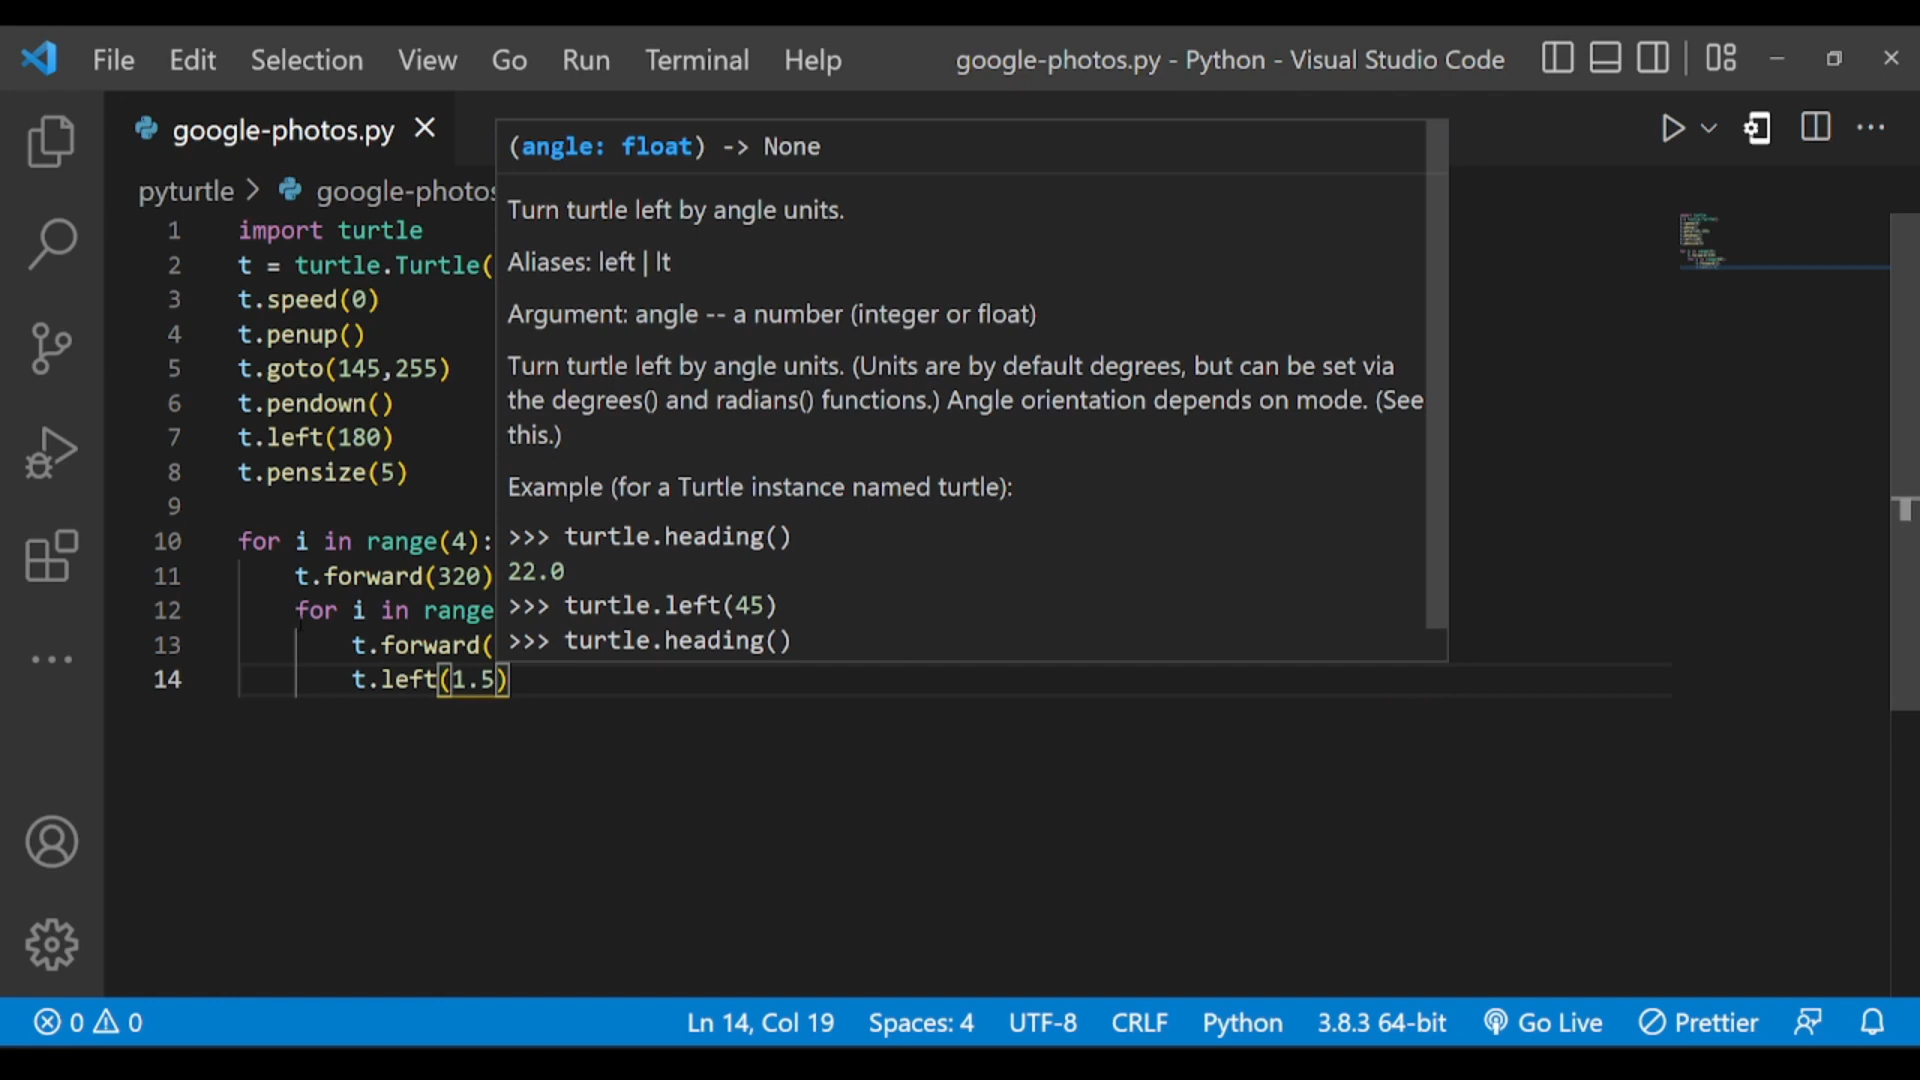 File Edit Selection View Go Run Terminal Help google-photos.py - Python - Visual Studio Code
google-photos.py
pyturtle > google-photos
1 import turtle
2 t = turtle.Turtle(
3 t.speed(0)
4 t.penup()
5 t.goto(145,255)
6 t.pendown()
7 t.left(180)
8 t.pensize(5)
9
10 for i in range(4):
11 t.forward(320)
12 for i in range
13 t.forward(
14 t.left(1.5)
(angle: float) -> None
Turn turtle left by angle units.
Aliases: left | lt
Argument: angle -- a number (integer or float)
Turn turtle left by angle units. (Units are by default degrees, but can be set via
the degrees() and radians() functions.) Angle orientation depends on mode. (See
this.)
Example (for a Turtle instance named turtle):
>>> turtle.heading()
22.0
>>> turtle.left(45)
>>> turtle.heading()
0 0 Ln 14, Col 19 Spaces: 4 UTF-8 CRLF Python 3.8.3 64-bit Go Live Prettier